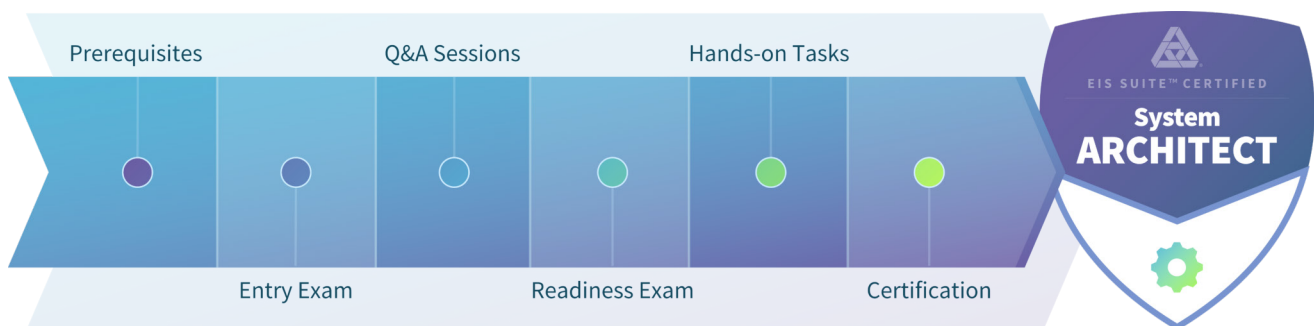 Prerequisites
Q&A Sessions
Hands-on Tasks
Entry Exam
Readiness Exam
Certification
EIS SUITE™ CERTIFIED
System
ARCHITECT